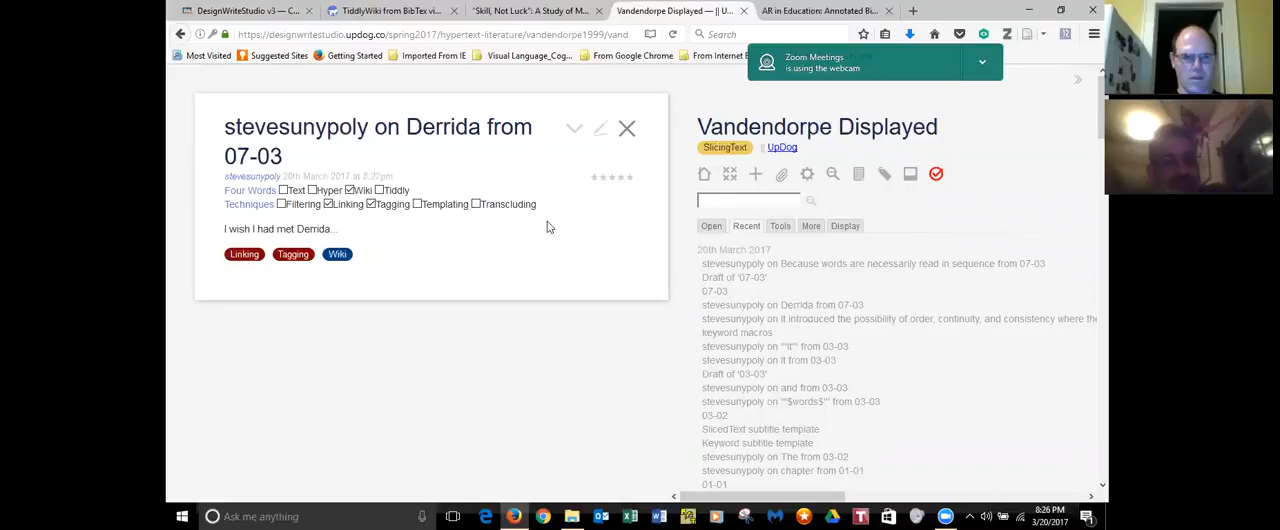 DesignWriteStudio v3 — C...
TiddlyWiki from BibTex vi...
"Skill, Not Luck": A Study of M...
Vandendorpe Displayed — || U...
AR in Education: Annotated Bi...
https://designwritestudio.updog.co/spring2017/hypertext-literature/vandendorpe1999/vand
Search
Most Visited
Suggested Sites
Getting Started
Imported From IE
Visual Language_Cog...
From Google Chrome
From Internet E
Zoom Meetings
is using the webcam
stevesunypoly on Derrida from
07-03
stevesunypoly 20th March 2017 at 8:22pm
Four Words Text Hyper Wiki Tiddly
Techniques Filtering Linking Tagging Templating Transcluding
I wish I had met Derrida...
Linking Tagging Wiki
Vandendorpe Displayed
SlicingText || UpDog
Open Recent Tools More Display
20th March 2017
stevesunypoly on Because words are necessarily read in sequence from 07-03
Draft of '07-03'
07-03
stevesunypoly on Derrida from 07-03
stevesunypoly on It introduced the possibility of order, continuity, and consistency where the
keyword macros
stevesunypoly on ""It"" from 03-03
stevesunypoly on It from 03-03
Draft of '03-03'
stevesunypoly on and from 03-03
stevesunypoly on ""$words$"" from 03-03
03-02
SlicedText subtitle template
Keyword subtitle template
stevesunypoly on The from 03-02
stevesunypoly on chapter from 01-01
01-01
Ask me anything
8:26 PM
3/20/2017